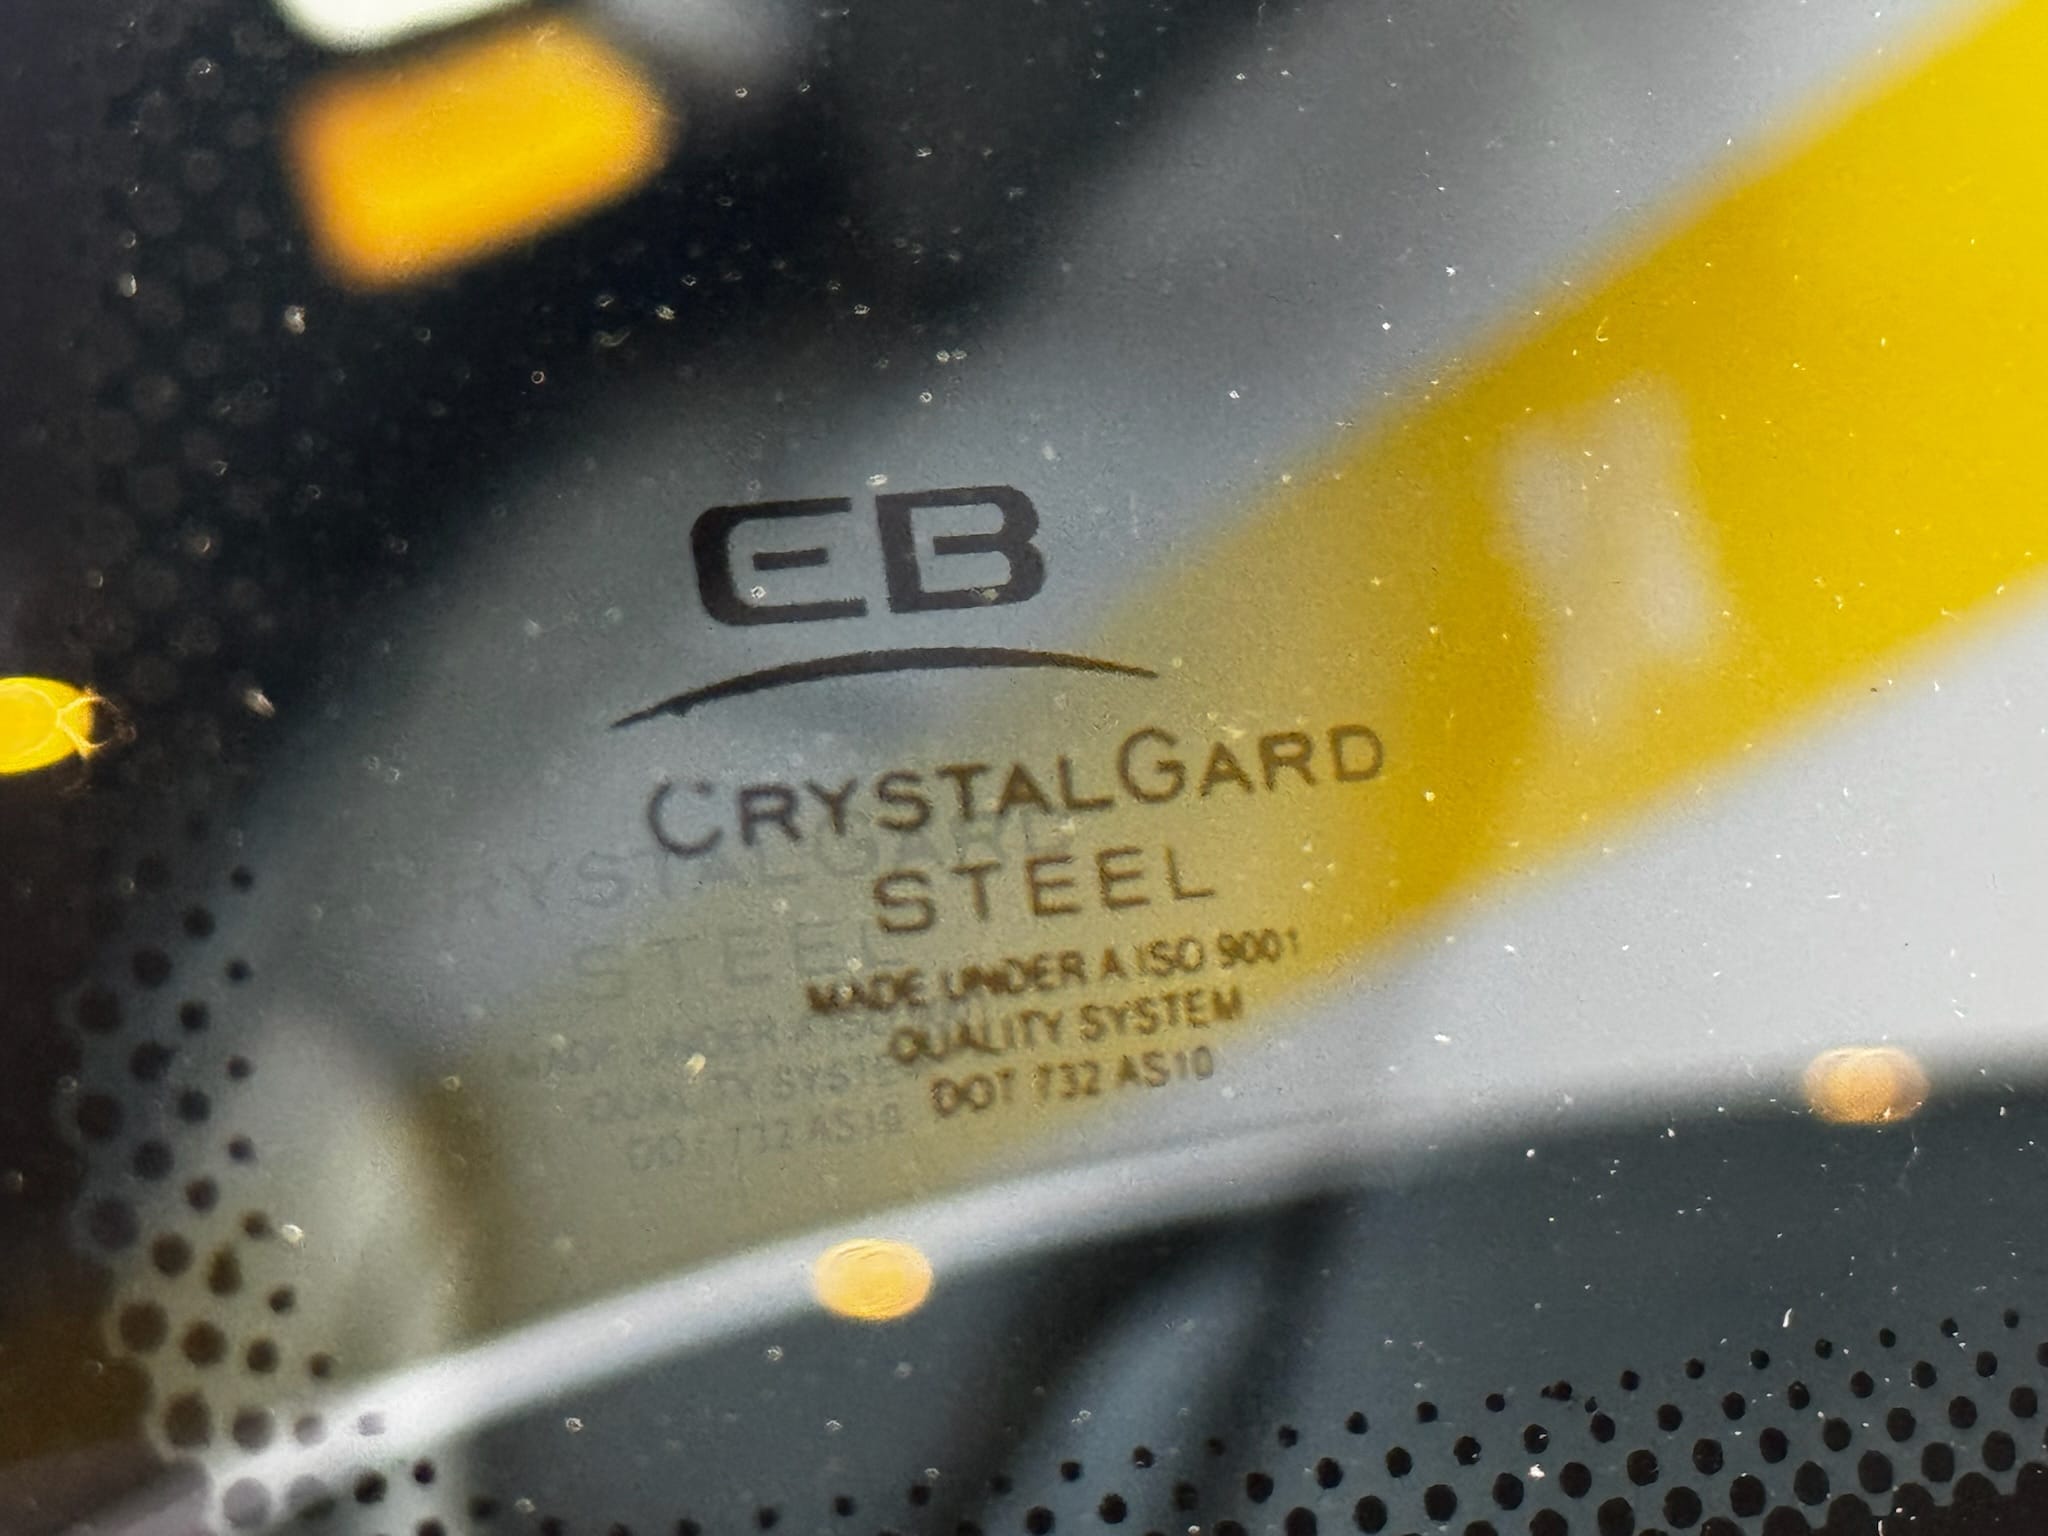 EB
CRYSTALGARD
STEEL
MADE UNDER A ISO 9001
QUALITY SYSTEM
DOT 732 AS10